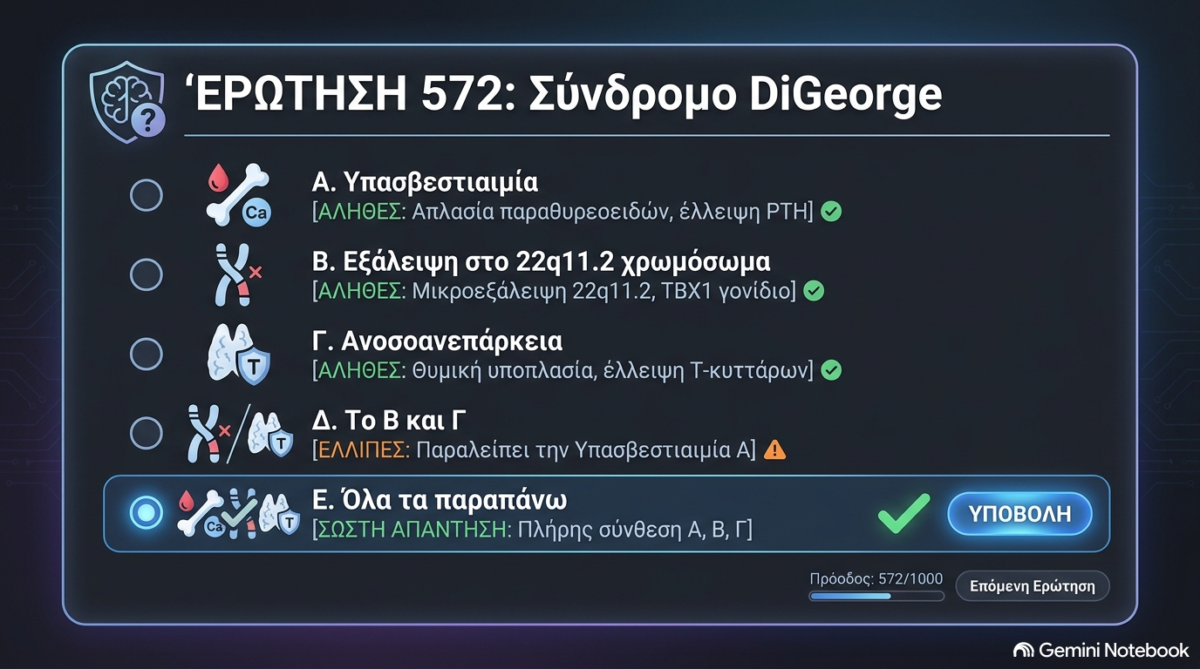 ‘ΕΡΩΤΗΣΗ 572: Σύνδρομο DiGeorge
Α. Υπασβεστιαιμία
[ΑΛΗΘΕΣ: Απλασία παραθυρεοειδών, έλλειψη PTH]
Ca
Β. Εξάλειψη στο 22q11.2 χρωμόσωμα
[ΑΛΗΘΕΣ: Μικροεξάλειψη 22q11.2, TBX1 γονίδιο]
Γ. Ανοσοανεπάρκεια
[ΑΛΗΘΕΣ: Θυμική υποπλασία, έλλειψη Τ-κυττάρων]
T
Δ. Το Β και Γ
[ΕΛΛΙΠΕΣ: Παραλείπει την Υπασβεστιαιμία Α]
T
Ε. Όλα τα παραπάνω
[ΣΩΣΤΗ ΑΠΑΝΤΗΣΗ: Πλήρης σύνθεση Α, Β, Γ]
Ca
T
ΥΠΟΒΟΛΗ
Πρόοδος: 572/1000
Επόμενη Ερώτηση
Gemini Notebook